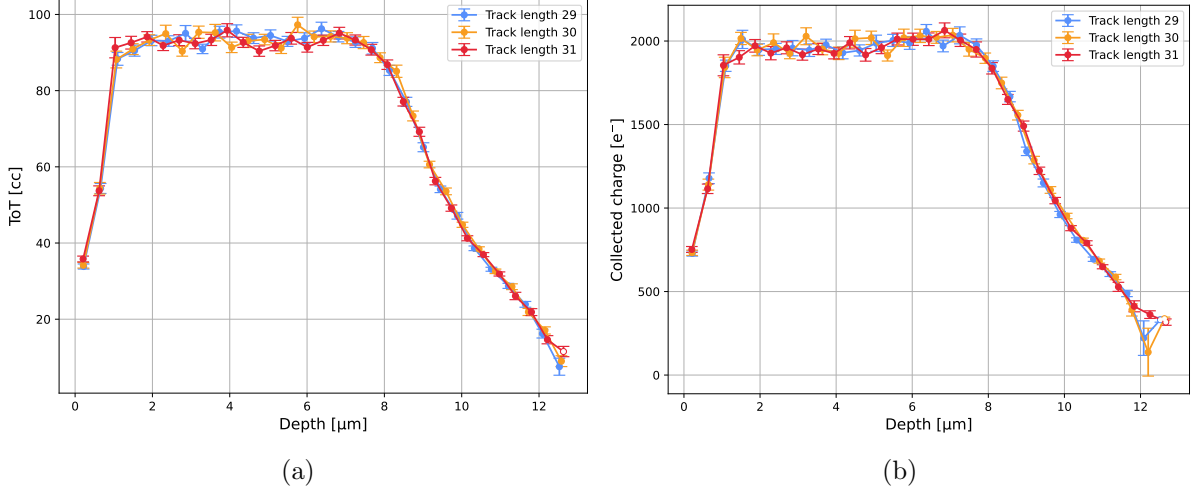 100
80
60
40
20
ToT [cc]
0 2 4 6 8 10 12
Depth [μm]
Track length 29
Track length 30
Track length 31
(a)
2000
1500
1000
500
0
Collected charge [e⁻]
0 2 4 6 8 10 12
Depth [μm]
Track length 29
Track length 30
Track length 31
(b)